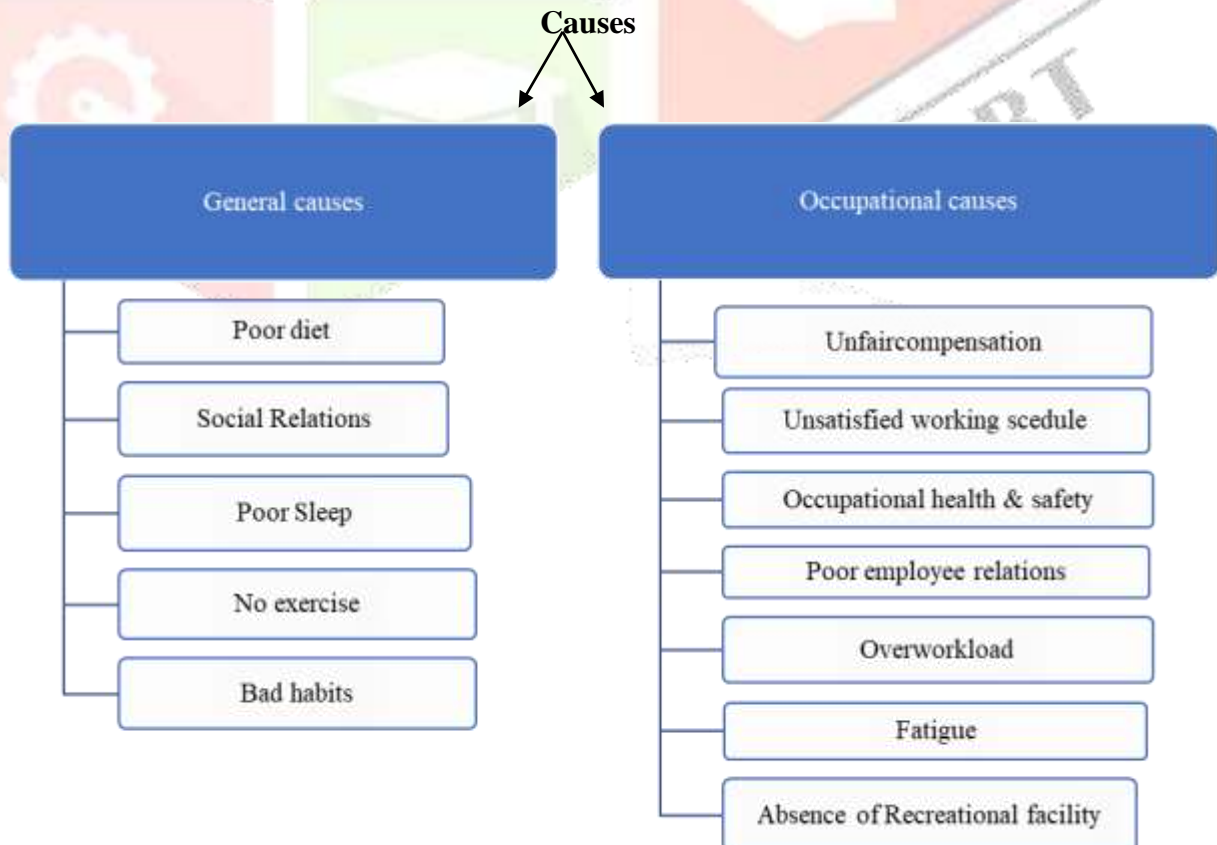 Causes
General causes
Poor diet
Social Relations
Poor Sleep
No exercise
Bad habits
Occupational causes
Unfaircompensation
Unsatisfied working scedule
Occupational health & safety
Poor employee relations
Overworkload
Fatigue
Absence of Recreational facility